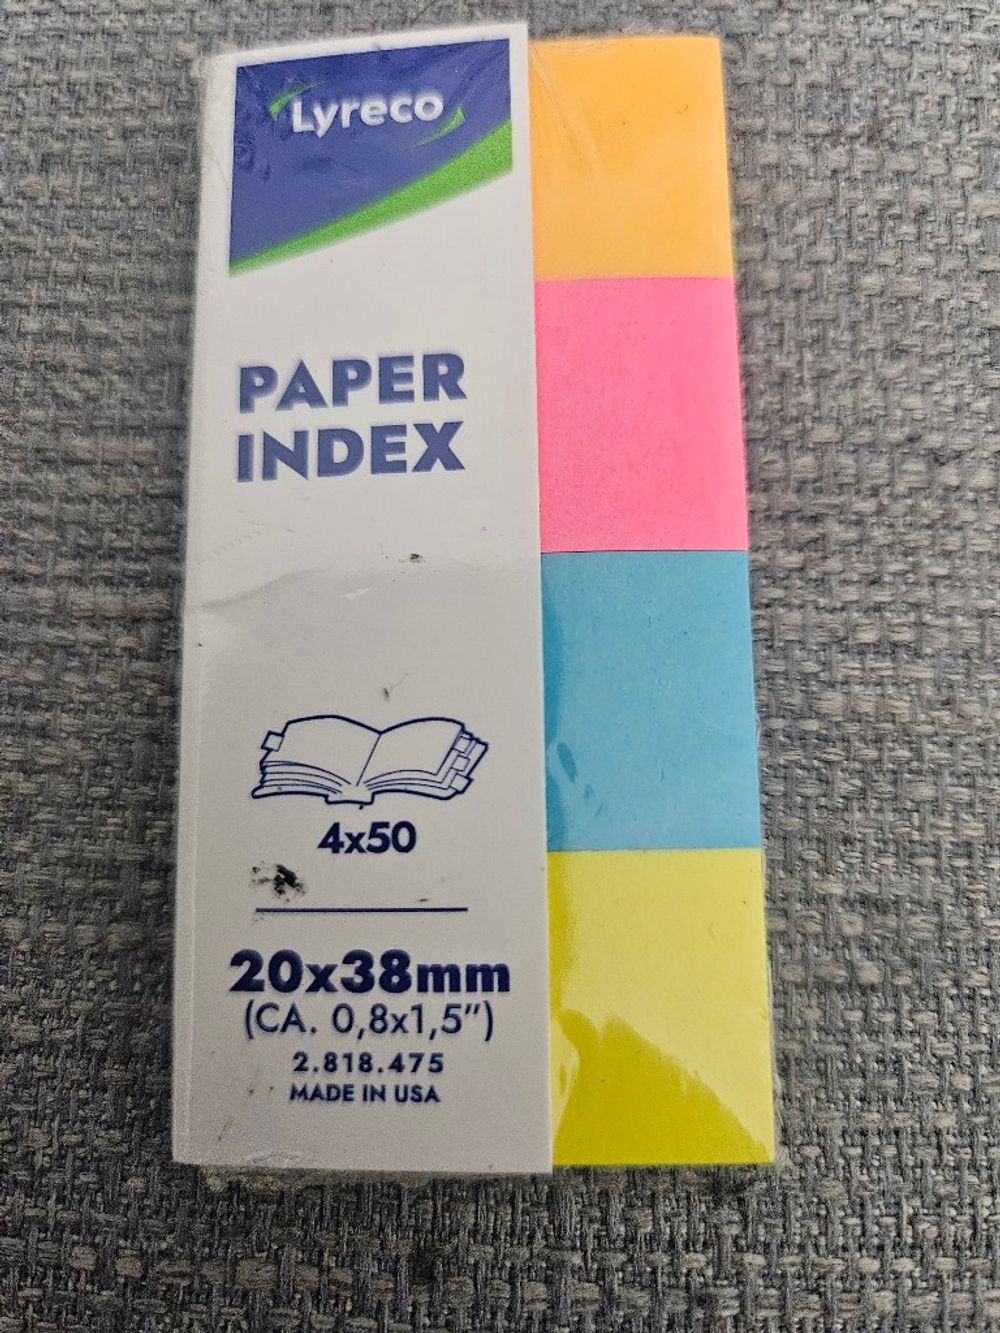 Lyreco
PAPER
INDEX
4x50
20x38mm
(CA. 0,8x1,5”)
2.818.475
MADE IN USA